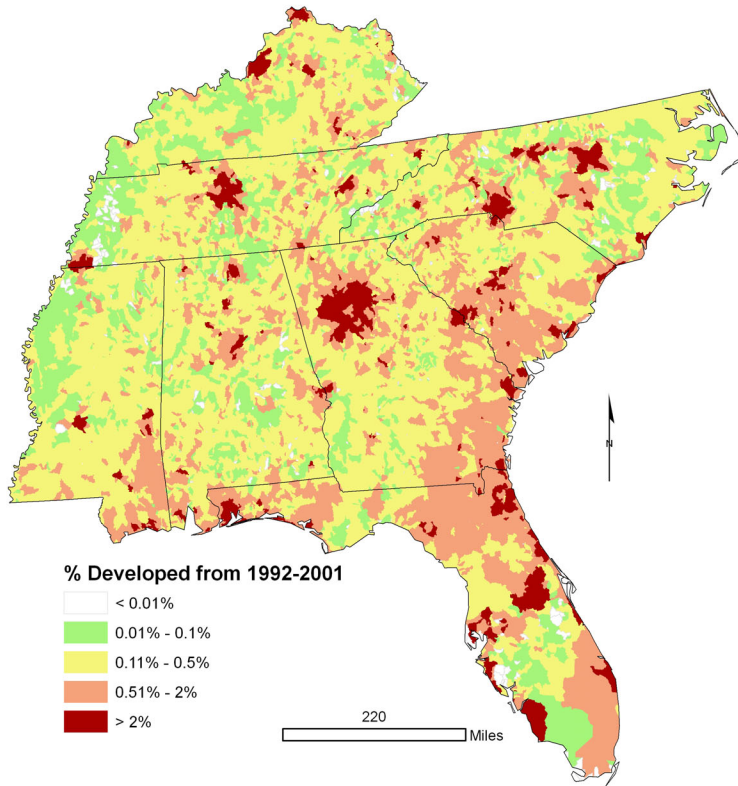 N
% Developed from 1992-2001
< 0.01%
0.01% - 0.1%
0.11% - 0.5%
0.51% - 2%
> 2%
220
Miles